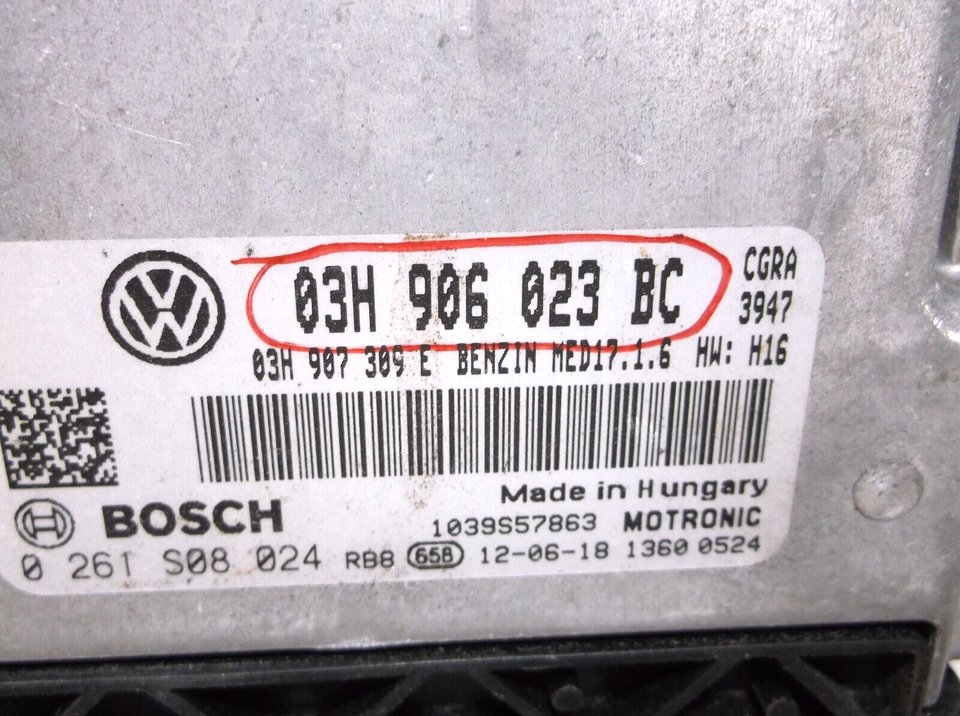 03H 906 023 BC
CGRA
3947
03H 907 309 E BENZIN MED17.1.6 HW: H16
Made in Hungary
BOSCH
1039S57863 MOTRONIC
0 261 S08 024 RB8 658 12-06-18 1360 0524